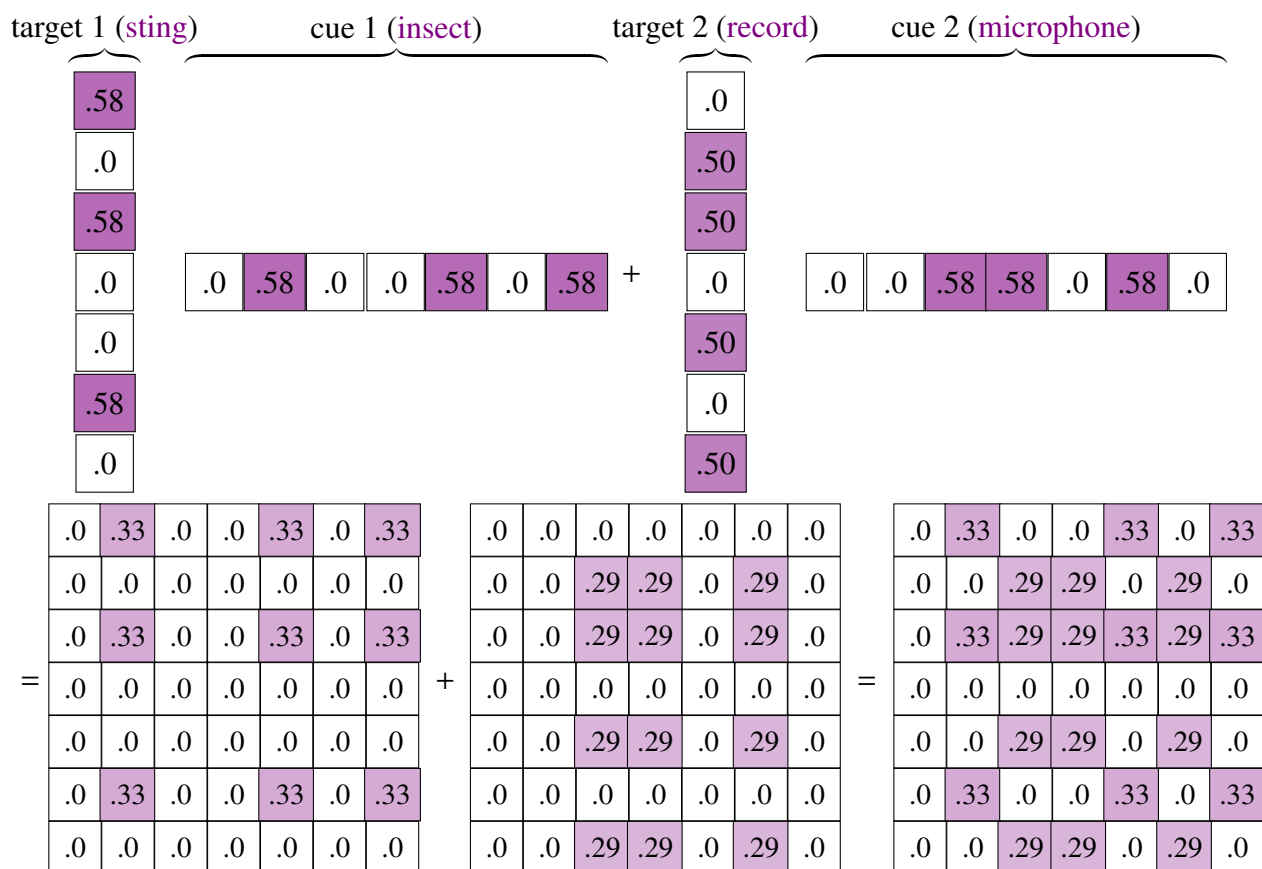 target 1 (sting) cue 1 (insect) target 2 (record) cue 2 (microphone)
.58 .0
.0 .50
.58 .50
.0 .0 .58 .0 .0 .58 .0 .58 + .0 .0 .0 .58 .58 .0 .58 .0
.0 .50
.58 .0
.0 .50
.0 .33 .0 .0 .33 .0 .33 .0 .0 .0 .0 .0 .0 .0 .0 .33 .0 .0 .33 .0 .33
.0 .0 .0 .0 .0 .0 .0 .0 .0 .29 .29 .0 .29 .0 .0 .0 .29 .29 .0 .29 .0
.0 .33 .0 .0 .33 .0 .33 .0 .0 .29 .29 .0 .29 .0 .0 .33 .29 .29 .33 .29 .33
= .0 .0 .0 .0 .0 .0 .0 + .0 .0 .0 .0 .0 .0 .0 = .0 .0 .0 .0 .0 .0 .0
.0 .0 .0 .0 .0 .0 .0 .0 .0 .29 .29 .0 .29 .0 .0 .0 .29 .29 .0 .29 .0
.0 .33 .0 .0 .33 .0 .33 .0 .0 .0 .0 .0 .0 .0 .0 .33 .0 .0 .33 .0 .33
.0 .0 .0 .0 .0 .0 .0 .0 .0 .29 .29 .0 .29 .0 .0 .0 .29 .29 .0 .29 .0